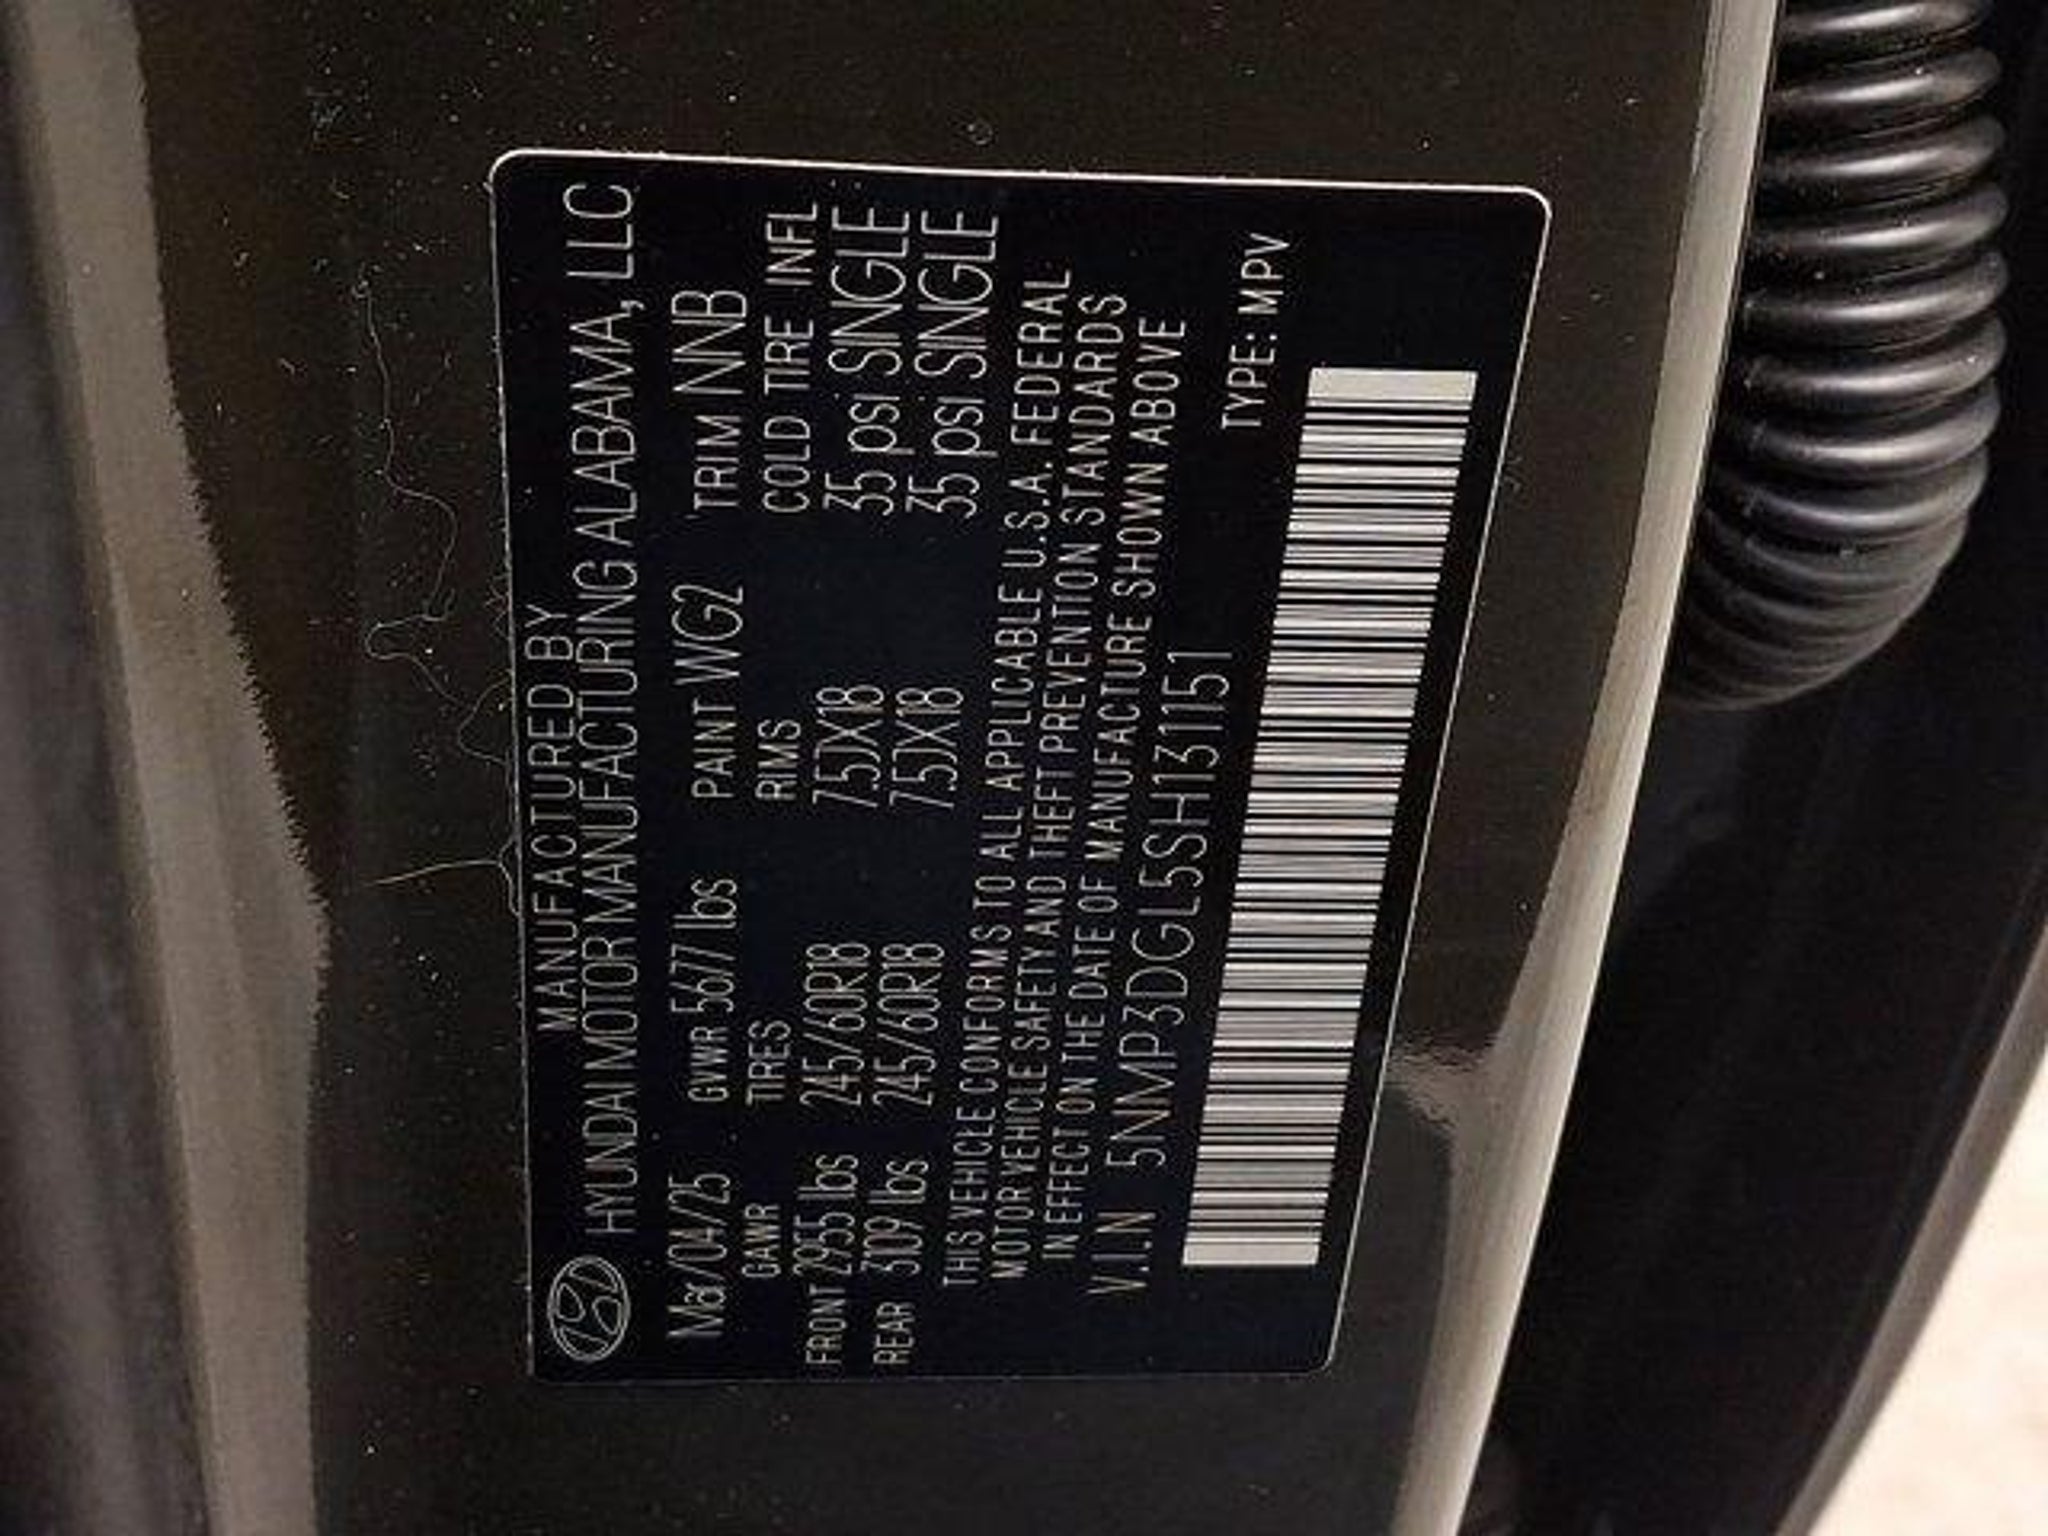 MANUFACTURED BY
HYUNDAI MOTOR MANUFACTURING ALABAMA, LLC
Mar/04/25 GVWR 5677 lbs PAINT WG2 TRIM NNB
GAWR TIRES RIMS COLD TIRE INFL
FRONT 2955 lbs 245/60R18 7.5JX18 35 psi SINGLE
REAR 3109 lbs 245/60R18 7.5JX18 35 psi SINGLE
THIS VEHICLE CONFORMS TO ALL APPLICABLE U.S.A. FEDERAL
MOTOR VEHICLE SAFETY AND THEFT PREVENTION STANDARDS
IN EFFECT ON THE DATE OF MANUFACTURE SHOWN ABOVE
V.I.N 5NMP3DGL5SH131151 TYPE: MPV